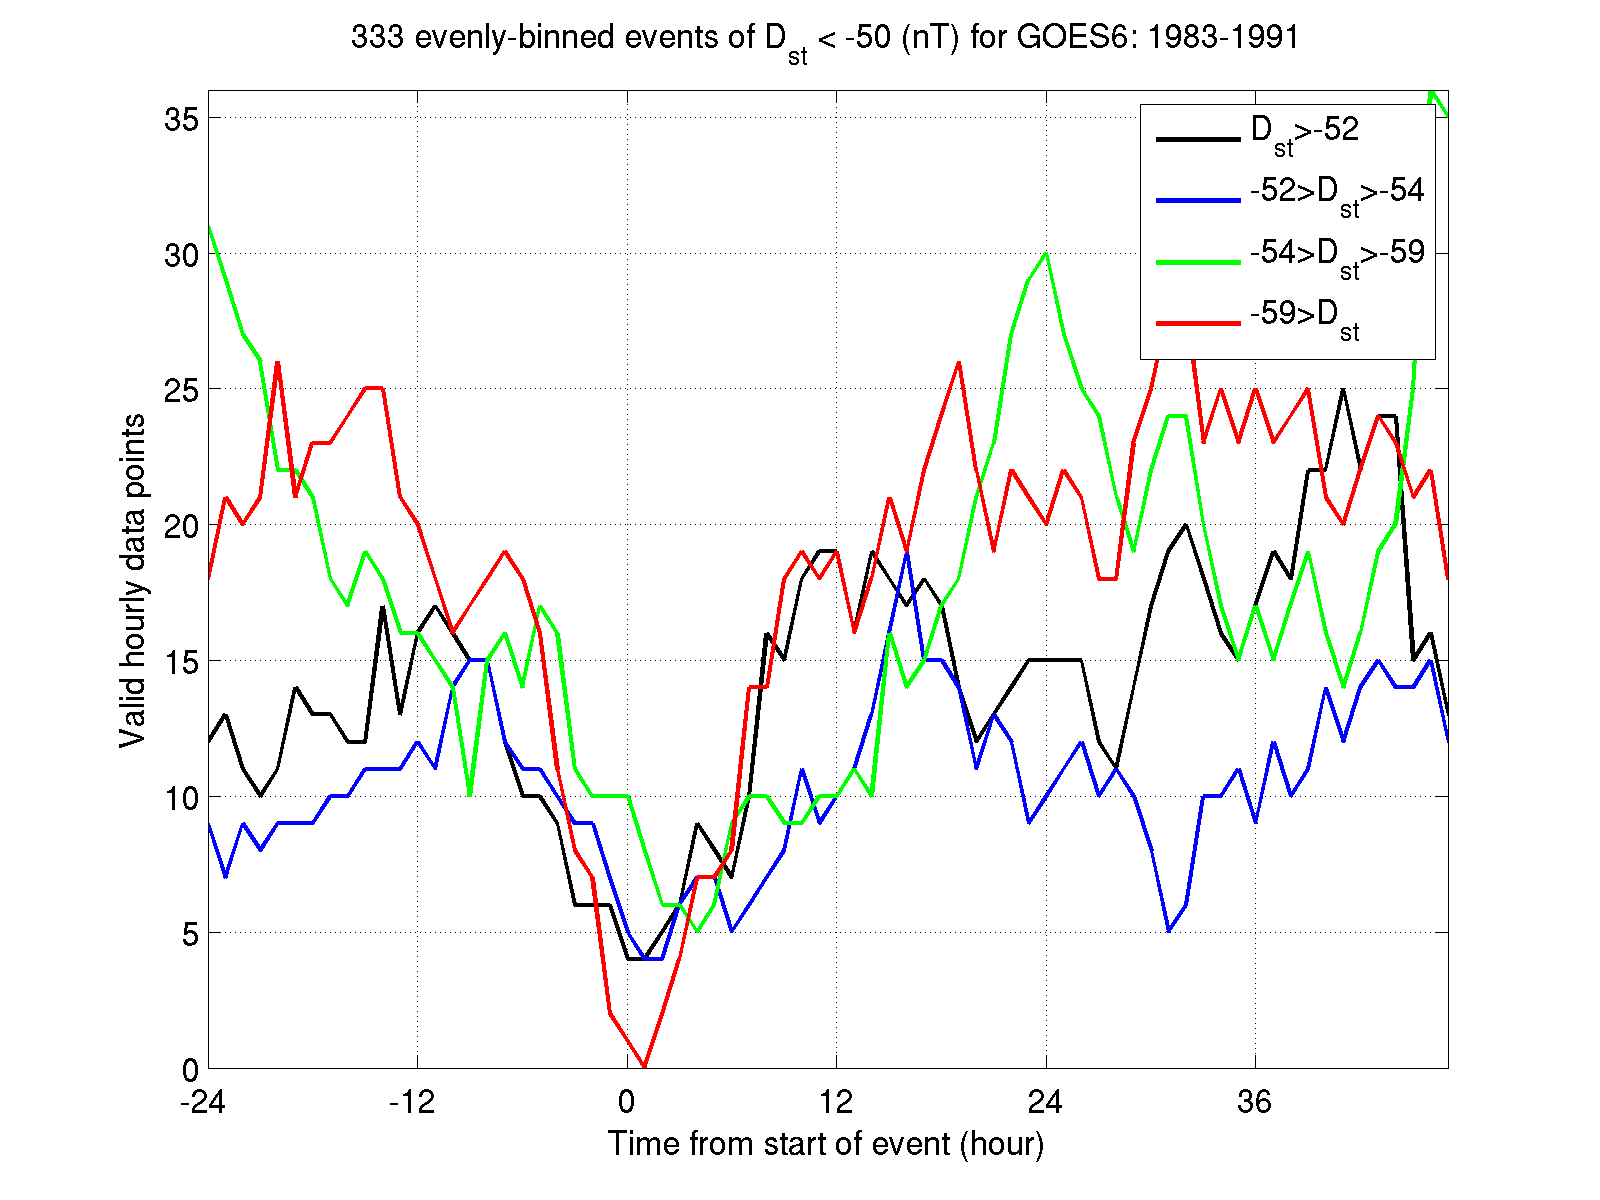 333 evenly-binned events of D_st < -50 (nT) for GOES6: 1983-1991
D_st>-52
-52>D_st>-54
-54>D_st>-59
-59>D_st
Valid hourly data points
35
30
25
20
15
10
5
0
-24 -12 0 12 24 36
Time from start of event (hour)